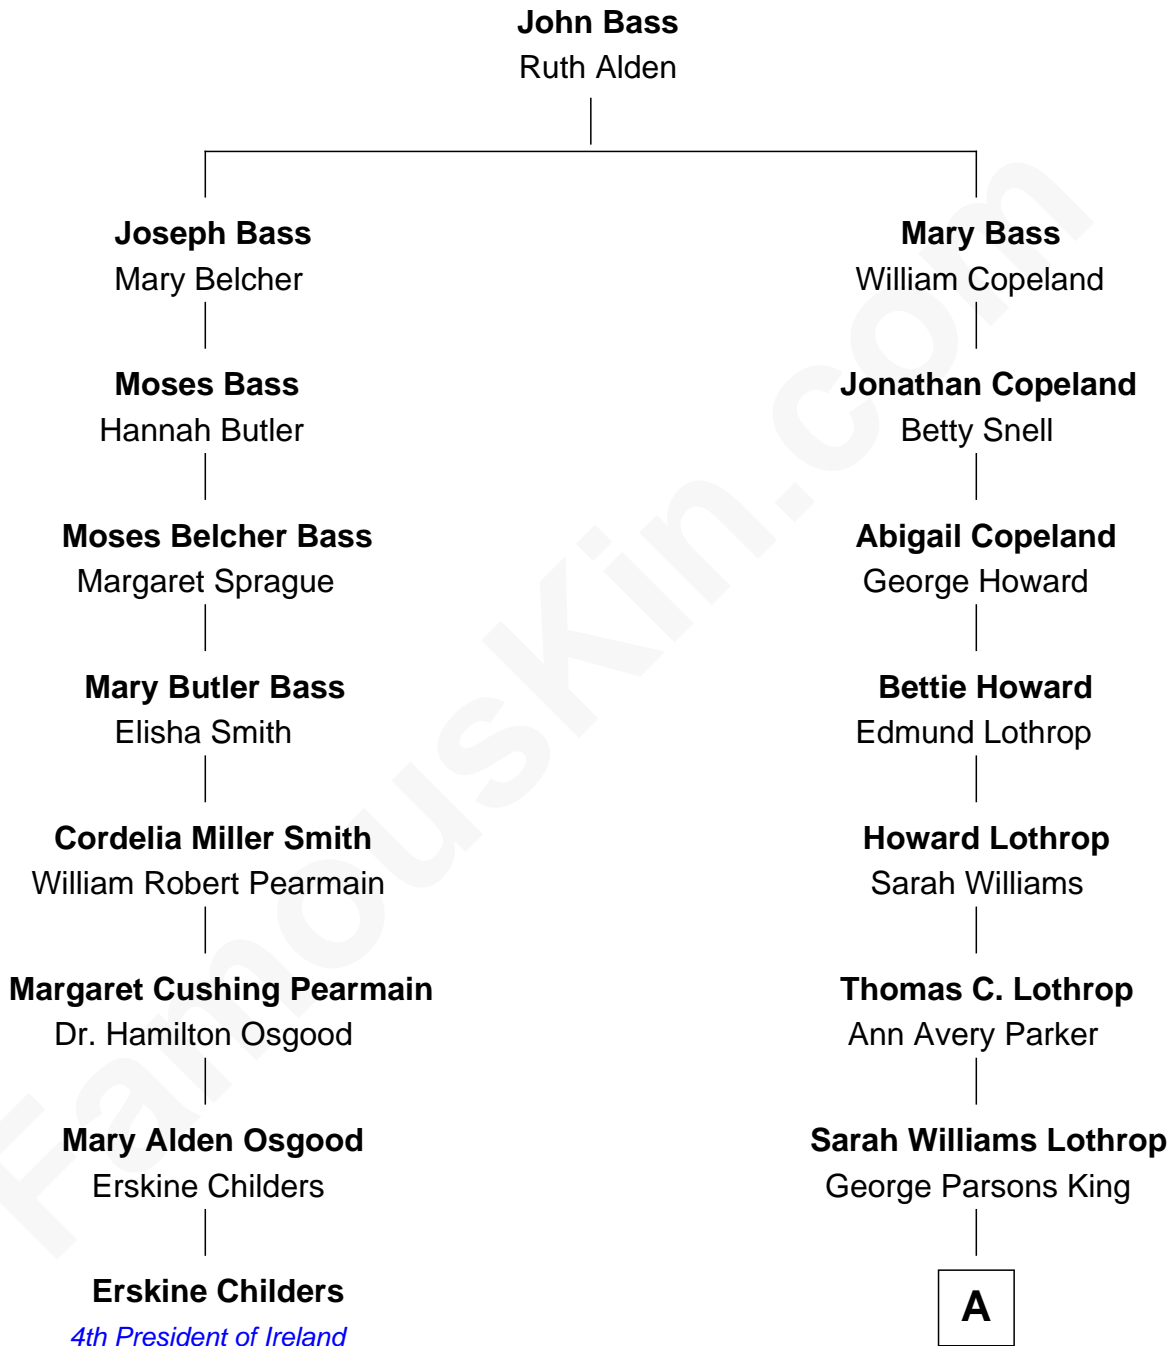 John Bass
Ruth Alden
Joseph Bass
Mary Belcher
Mary Bass
William Copeland
Moses Bass
Hannah Butler
Jonathan Copeland
Betty Snell
Moses Belcher Bass
Margaret Sprague
Abigail Copeland
George Howard
Mary Butler Bass
Elisha Smith
Bettie Howard
Edmund Lothrop
Cordelia Miller Smith
William Robert Pearmain
Howard Lothrop
Sarah Williams
Margaret Cushing Pearmain
Dr. Hamilton Osgood
Thomas C. Lothrop
Ann Avery Parker
Mary Alden Osgood
Erskine Childers
Sarah Williams Lothrop
George Parsons King
Erskine Childers
4th President of Ireland
A
FamousKin.com